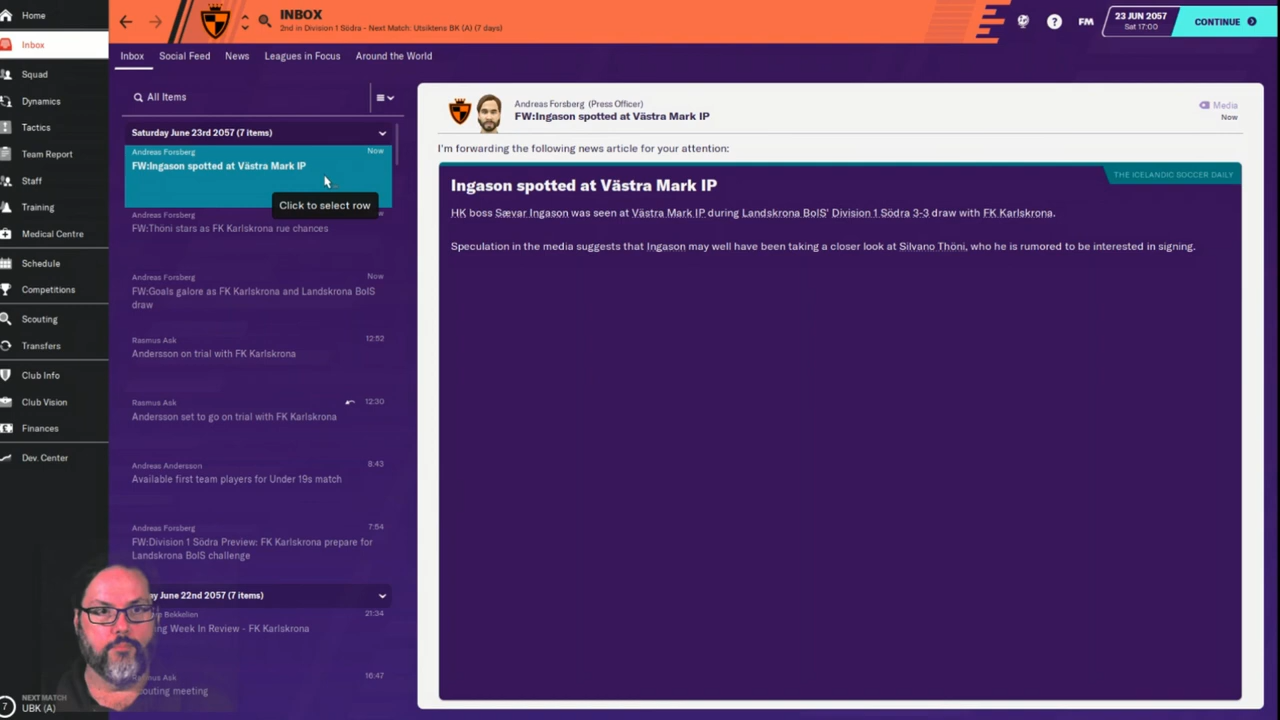 Home
Inbox
Squad
Dynamics
Tactics
Team Report
Staff
Training
Medical Centre
Schedule
Competitions
Scouting
Transfers
Club Info
Club Vision
Finances
Dev. Center
NEXT MATCH
UBK (A)
INBOX
2nd in Division 1 Södra - Next Match: Utsiktens BK (A) (7 days)
FM
23 JUN 2057
Sat 17:00
CONTINUE
Inbox Social Feed News Leagues in Focus Around the World
All Items
Saturday June 23rd 2057 (7 items)
Andreas Forsberg Now
FW:Ingason spotted at Västra Mark IP
Click to select row
Andreas Forsberg
FW:Thöni stars as FK Karlskrona rue chances
Andreas Forsberg Now
FW:Goals galore as FK Karlskrona and Landskrona BoIS
draw
Rasmus Ask 12:52
Andersson on trial with FK Karlskrona
Rasmus Ask 12:30
Andersson set to go on trial with FK Karlskrona
Andreas Andersson 8:43
Available first team players for Under 19s match
Andreas Forsberg 7:54
FW:Division 1 Södra Preview: FK Karlskrona prepare for
Landskrona BoIS challenge
ay June 22nd 2057 (7 items)
Bekkelien 21:34
ng Week In Review - FK Karlskrona
mus Ask 16:47
outing meeting
Andreas Forsberg (Press Officer)
FW:Ingason spotted at Västra Mark IP
Media
Now
I'm forwarding the following news article for your attention:
THE ICELANDIC SOCCER DAILY
Ingason spotted at Västra Mark IP
HK boss Sævar Ingason was seen at Västra Mark IP during Landskrona BoIS' Division 1 Södra 3-3 draw with FK Karlskrona.
Speculation in the media suggests that Ingason may well have been taking a closer look at Silvano Thöni, who he is rumored to be interested in signing.